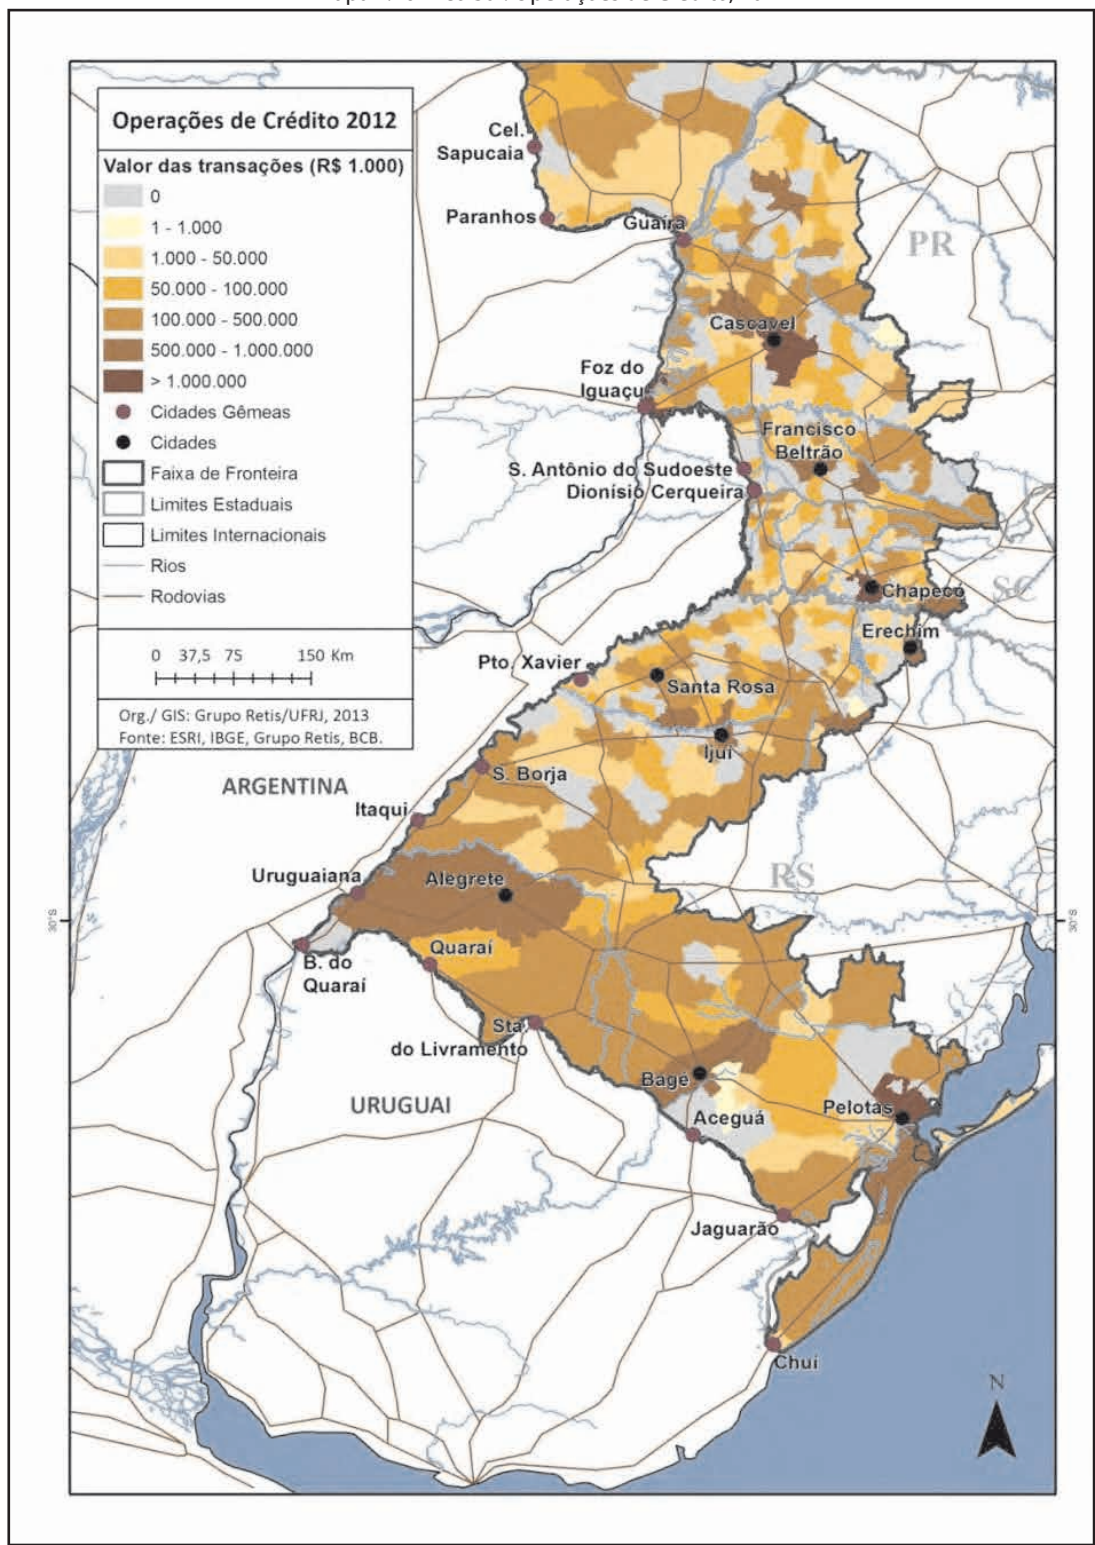 Operações de Crédito 2012
Valor das transações (R$ 1.000)
0
1 - 1.000
1.000 - 50.000
50.000 - 100.000
100.000 - 500.000
500.000 - 1.000.000
> 1.000.000
Cidades Gêmeas
Cidades
Faixa de Fronteira
Limites Estaduais
Limites Internacionais
Rios
Rodovias
0 37,5 75 150 Km
Org./ GIS: Grupo Retis/UFRJ, 2013
Fonte: ESRI, IBGE, Grupo Retis, BCB.
Cel.
Sapucaia
Paranhos
Guaíra
PR
Cascavel
Foz do
Iguaçu
Francisco
Beltrão
S. Antônio do Sudoeste
Dionísio Cerqueira
Chapecó
SC
Erechim
Pto. Xavier
Santa Rosa
Ijuí
S. Borja
ARGENTINA
Itaqui
RS
Uruguaiana
Alegrete
30°S
30°S
Quaraí
B. do
Quaraí
Sta.
do Livramento
Bagé
Pelotas
Aceguá
URUGUAI
Jaguarão
Chuí
N